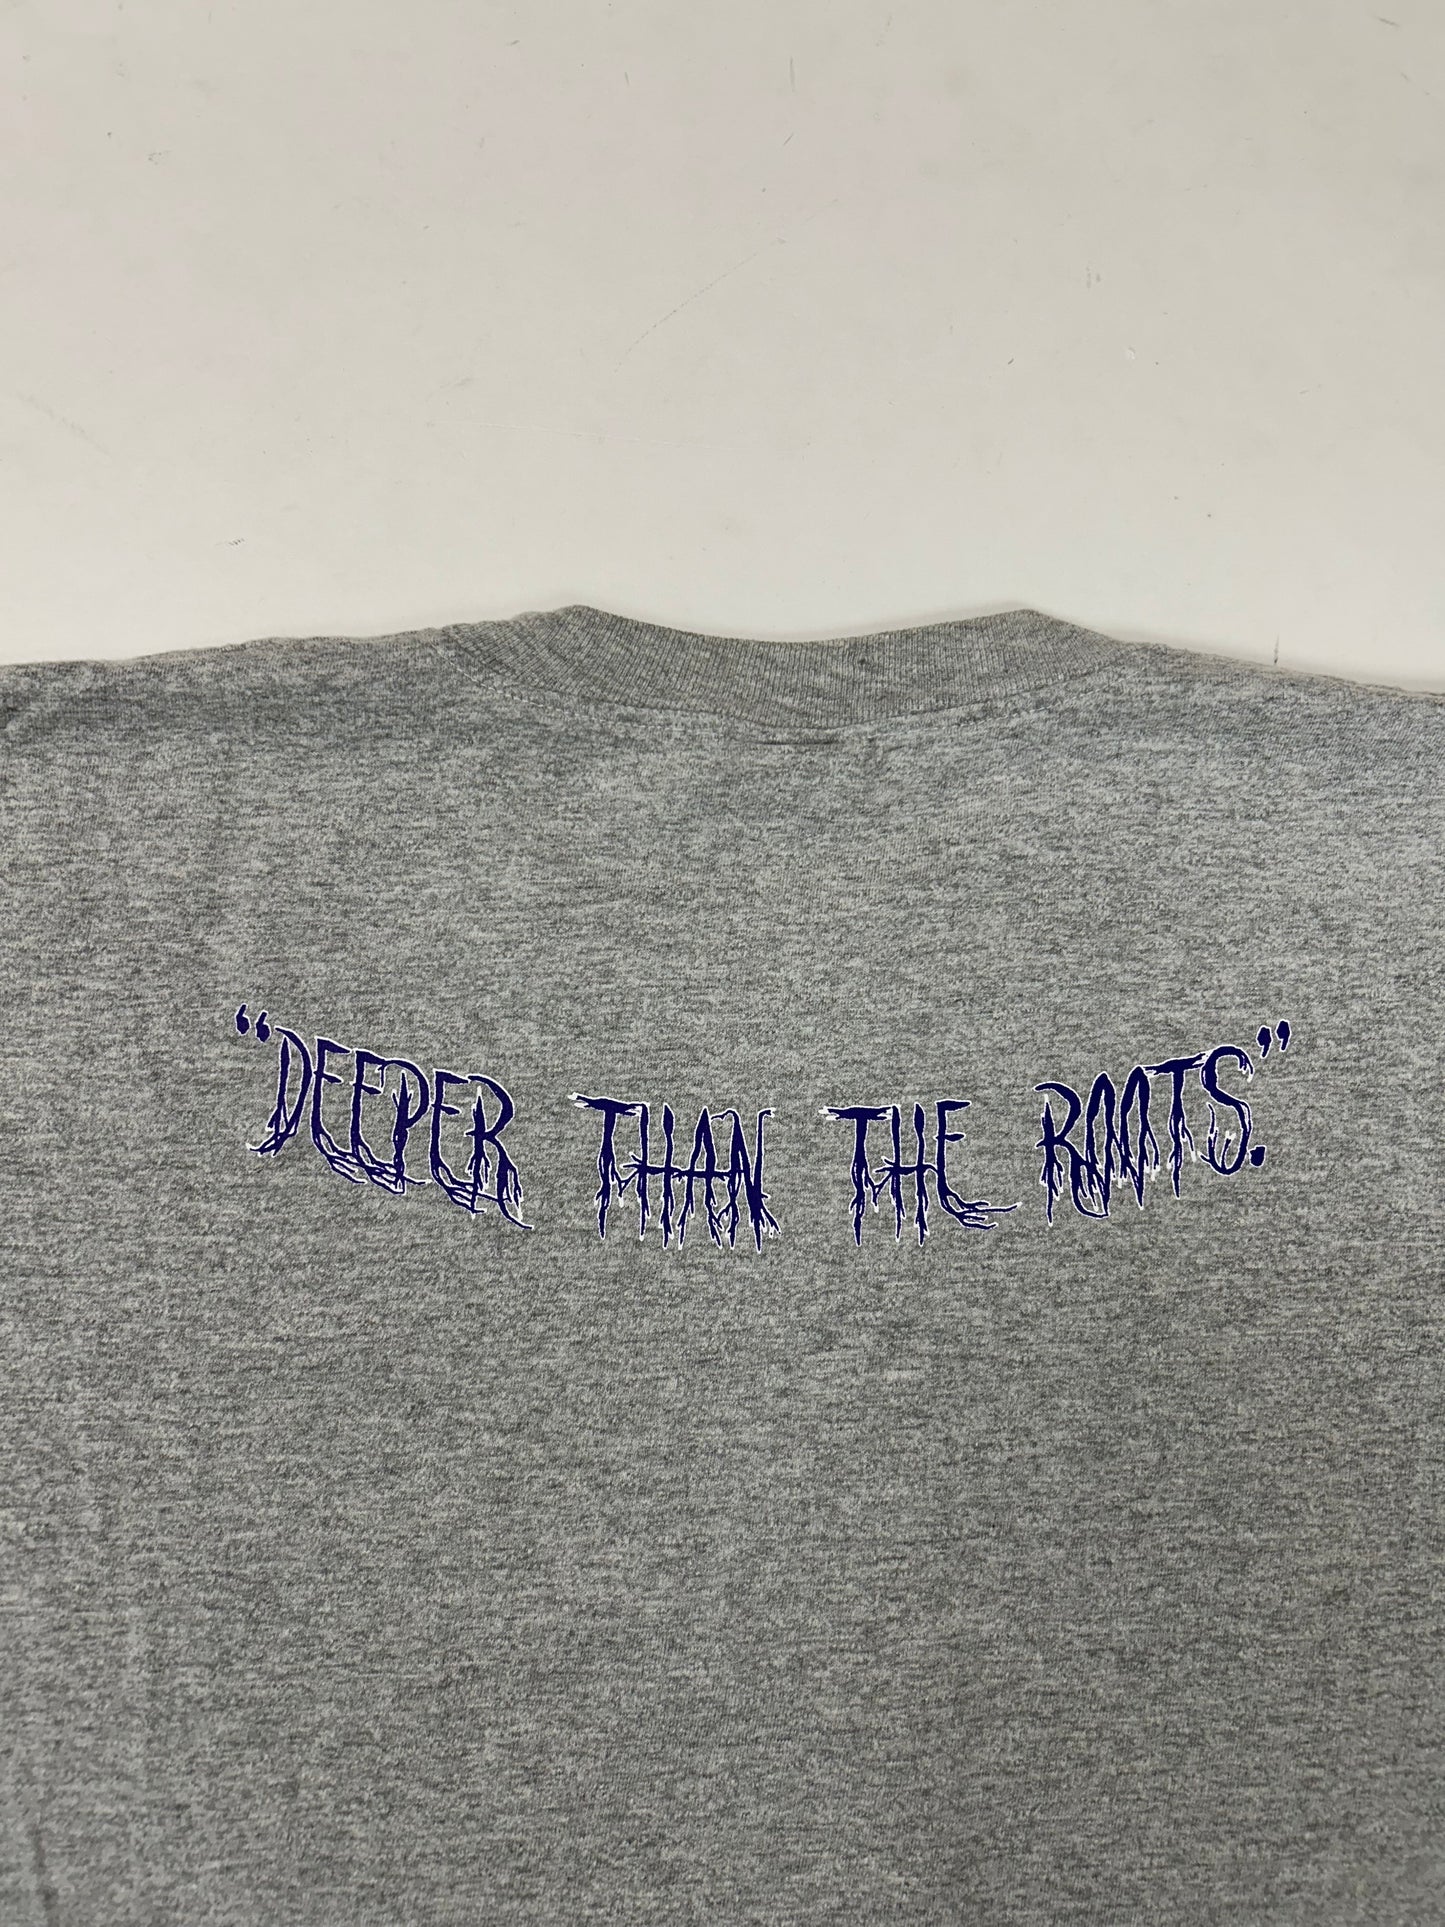 “DEEPER THAN THE ROOTS.”